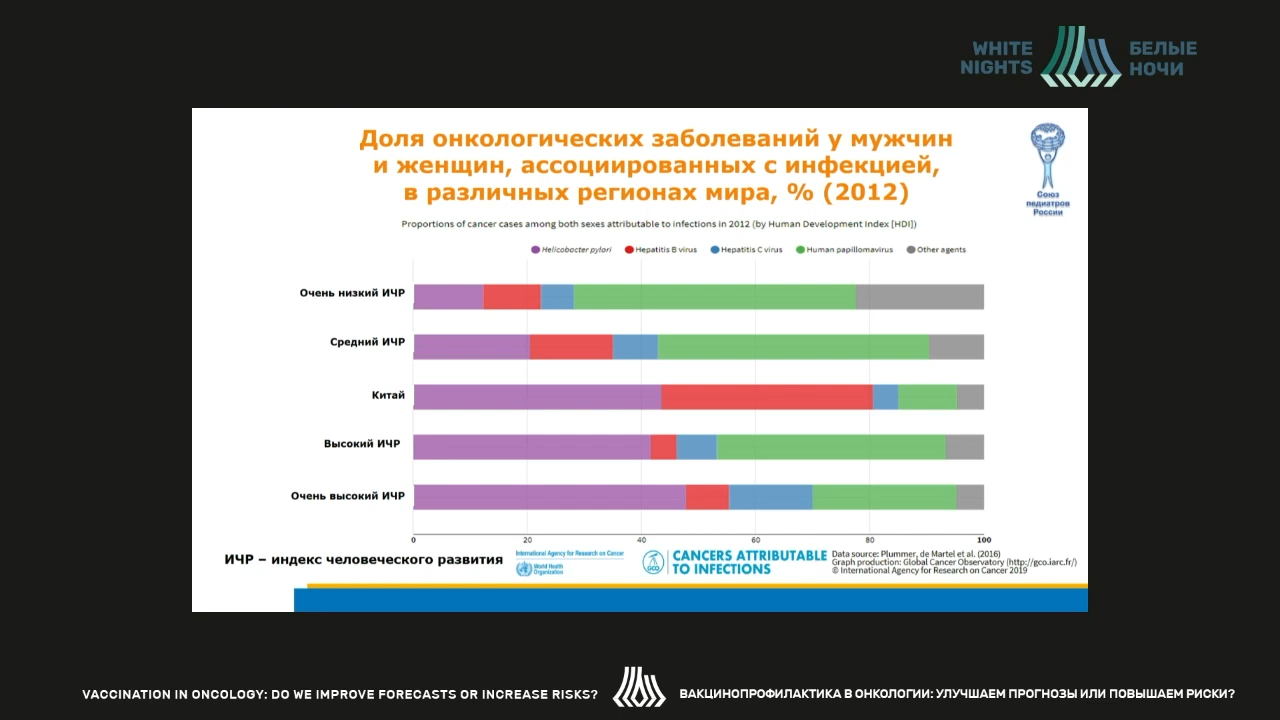 WHITE
NIGHTS
БЕЛЫЕ
НОЧИ
Доля онкологических заболеваний у мужчин
и женщин, ассоциированных с инфекцией,
в различных регионах мира, % (2012)
Союз
педиатров
России
Proportions of cancer cases among both sexes attributable to infections in 2012 (by Human Development Index [HDI])
Helicobacter pylori Hepatitis B virus Hepatitis C virus Human papillomavirus Other agents
Очень низкий ИЧР
Средний ИЧР
Китай
Высокий ИЧР
Очень высокий ИЧР
0 20 40 60 80 100
ИЧР – индекс человеческого развития
International Agency for Research on Cancer
World Health
Organization
GCO
CANCERS ATTRIBUTABLE
TO INFECTIONS
Data source: Plummer, de Martel et al. (2016)
Graph production: Global Cancer Observatory (http://gco.iarc.fr/)
© International Agency for Research on Cancer 2019
VACCINATION IN ONCOLOGY: DO WE IMPROVE FORECASTS OR INCREASE RISKS?
ВАКЦИНОПРОФИЛАКТИКА В ОНКОЛОГИИ: УЛУЧШАЕМ ПРОГНОЗЫ ИЛИ ПОВЫШАЕМ РИСКИ?